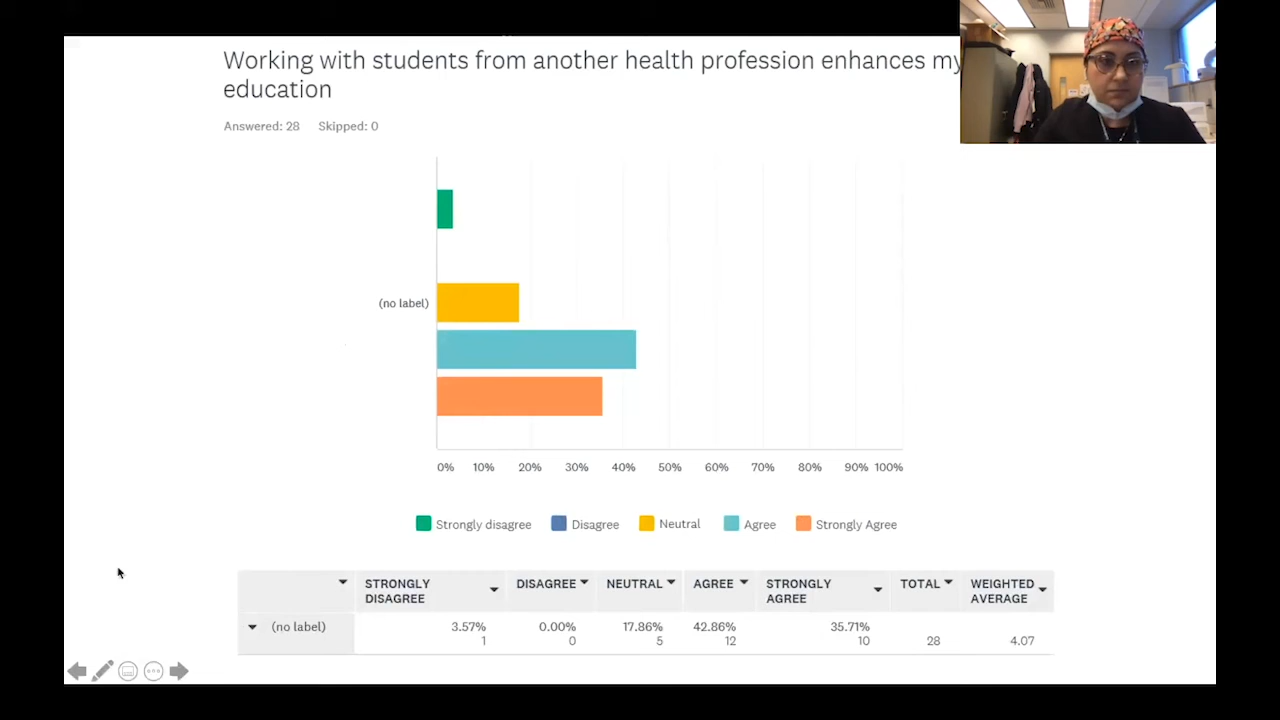 Working with students from another health profession enhances my
education
Answered: 28 Skipped: 0
(no label)
0% 10% 20% 30% 40% 50% 60% 70% 80% 90% 100%
Strongly disagree Disagree Neutral Agree Strongly Agree
STRONGLY DISAGREE DISAGREE NEUTRAL AGREE STRONGLY AGREE TOTAL WEIGHTED AVERAGE
(no label) 3.57% 0.00% 17.86% 42.86% 35.71%
1 0 5 12 10 28 4.07